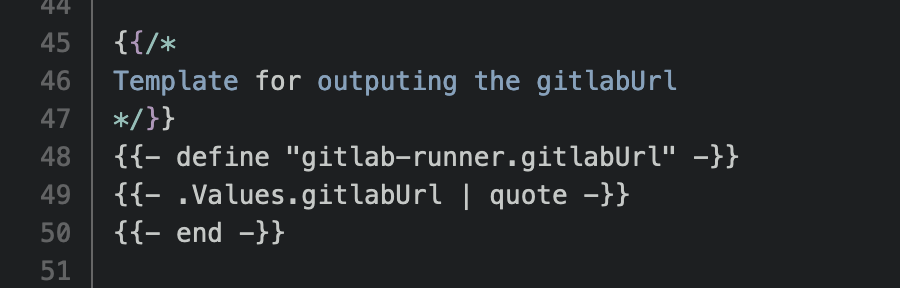 44
45 {{/*
46 Template for outputing the gitlabUrl
47 */}}
48 {{- define "gitlab-runner.gitlabUrl" -}}
49 {{- .Values.gitlabUrl | quote -}}
50 {{- end -}}
51